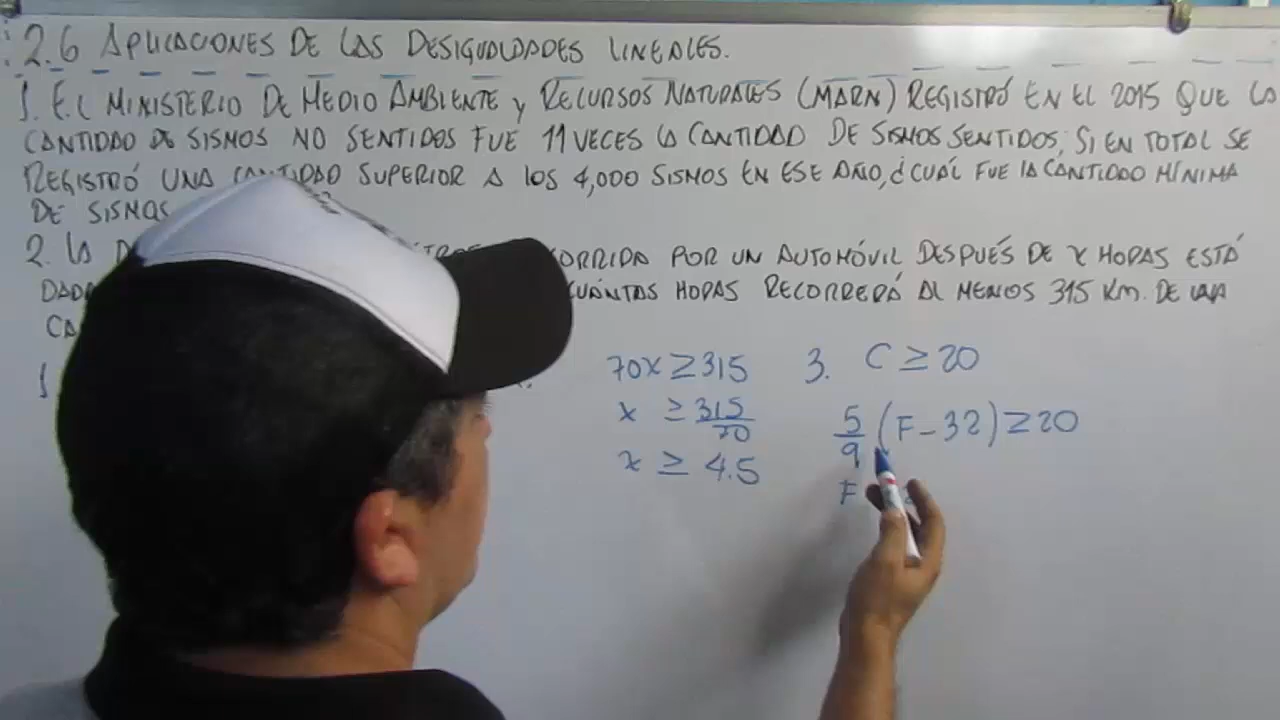 2.6 APLICACIONES DE LAS DESIGUALDADES LINEALES.
1. EL MINISTERIO DE MEDIO AMBIENTE y RECURSOS NATURALES (MARN) REGISTRÓ EN EL 2015 QUE LA
CANTIDAD DE SISMOS NO SENTIDOS FUE 11 VECES LA CANTIDAD DE SISMOS SENTIDOS, SI EN TOTAL SE
REGISTRÓ UNA CANTIDAD SUPERIOR A LOS 4,000 SISMOS EN ESE AÑO, ¿CUÁL FUE LA CANTIDAD MÍNIMA
DE SISMOS
2. LA POR UN AUTOMÓVIL DESPUÉS DE X HORAS ESTÁ
HORAS RECORRERÁ AL MENOS 315 KM. DE UNA
70x ≥ 315
x ≥ 315/70
x ≥ 4.5
3. C ≥ 20
5/9 (F - 32) ≥ 20
F